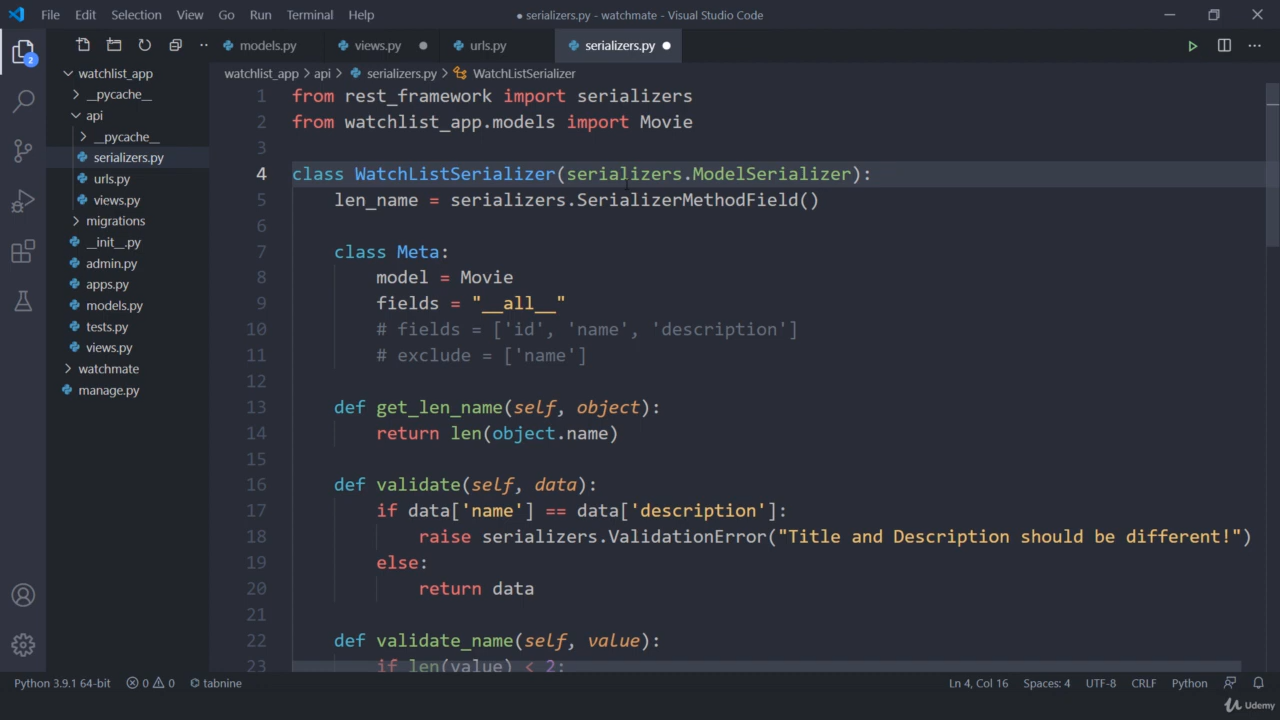 File Edit Selection View Go Run Terminal Help
● serializers.py - watchmate - Visual Studio Code
models.py views.py urls.py serializers.py
watchlist_app > api > serializers.py > WatchListSerializer
2
watchlist_app
__pycache__
api
__pycache__
serializers.py
urls.py
views.py
migrations
__init__.py
admin.py
apps.py
models.py
tests.py
views.py
watchmate
manage.py
1 from rest_framework import serializers
2 from watchlist_app.models import Movie
3
4 class WatchListSerializer(serializers.ModelSerializer):
5     len_name = serializers.SerializerMethodField()
6
7     class Meta:
8         model = Movie
9         fields = "__all__"
10         # fields = ['id', 'name', 'description']
11         # exclude = ['name']
12
13     def get_len_name(self, object):
14         return len(object.name)
15
16     def validate(self, data):
17         if data['name'] == data['description']:
18             raise serializers.ValidationError("Title and Description should be different!")
19         else:
20             return data
21
22     def validate_name(self, value):
23         if len(value) < 2:
Python 3.9.1 64-bit 0 0 tabnine Ln 4, Col 16 Spaces: 4 UTF-8 CRLF Python
Udemy